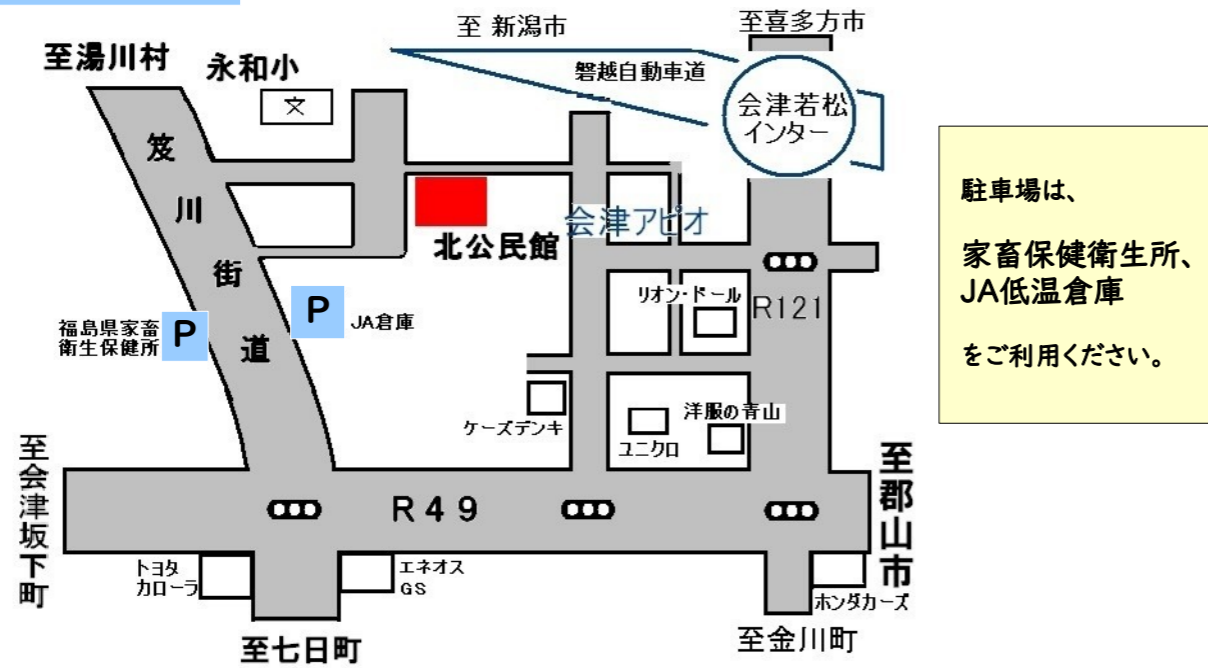 至 新潟市
至喜多方市
至湯川村
永和小
磐越自動車道
文
会津若松
インター
笈川街道
駐車場は、
家畜保健衛生所、
JA低温倉庫
をご利用ください。
会津アピオ
北公民館
リオン・ドール
R121
P
JA倉庫
福島県家畜
衛生保健所
P
ケーズデンキ
ユニクロ
洋服の青山
至会津坂下町
R49
至郡山市
トヨタ
カローラ
エネオス
GS
ホンダカーズ
至七日町
至金川町